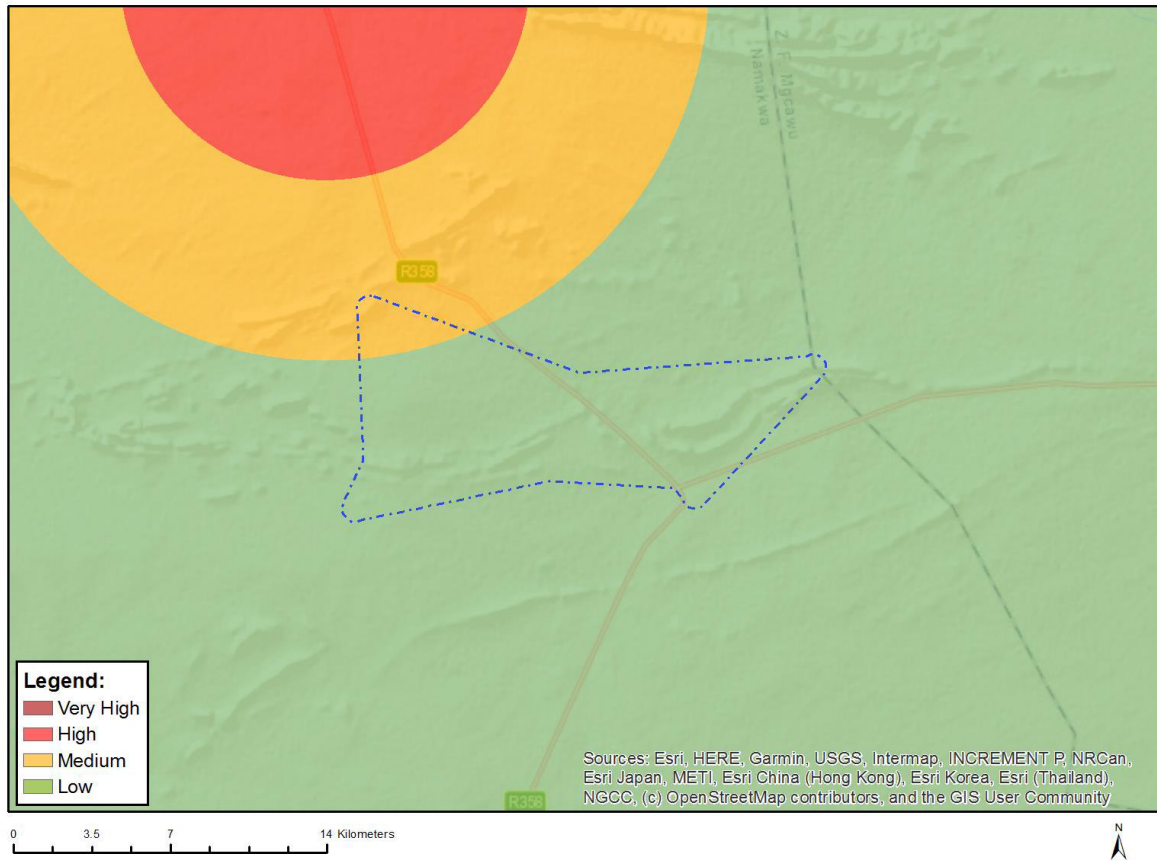 Z F Mgcawu
Namakwa
R358
Legend:
Very High
High
Medium
Low
Sources: Esri, HERE, Garmin, USGS, Intermap, INCREMENT P, NRCan,
Esri Japan, METI, Esri China (Hong Kong), Esri Korea, Esri (Thailand),
NGCC, (c) OpenStreetMap contributors, and the GIS User Community
R358
0 3.5 7 14 Kilometers
N